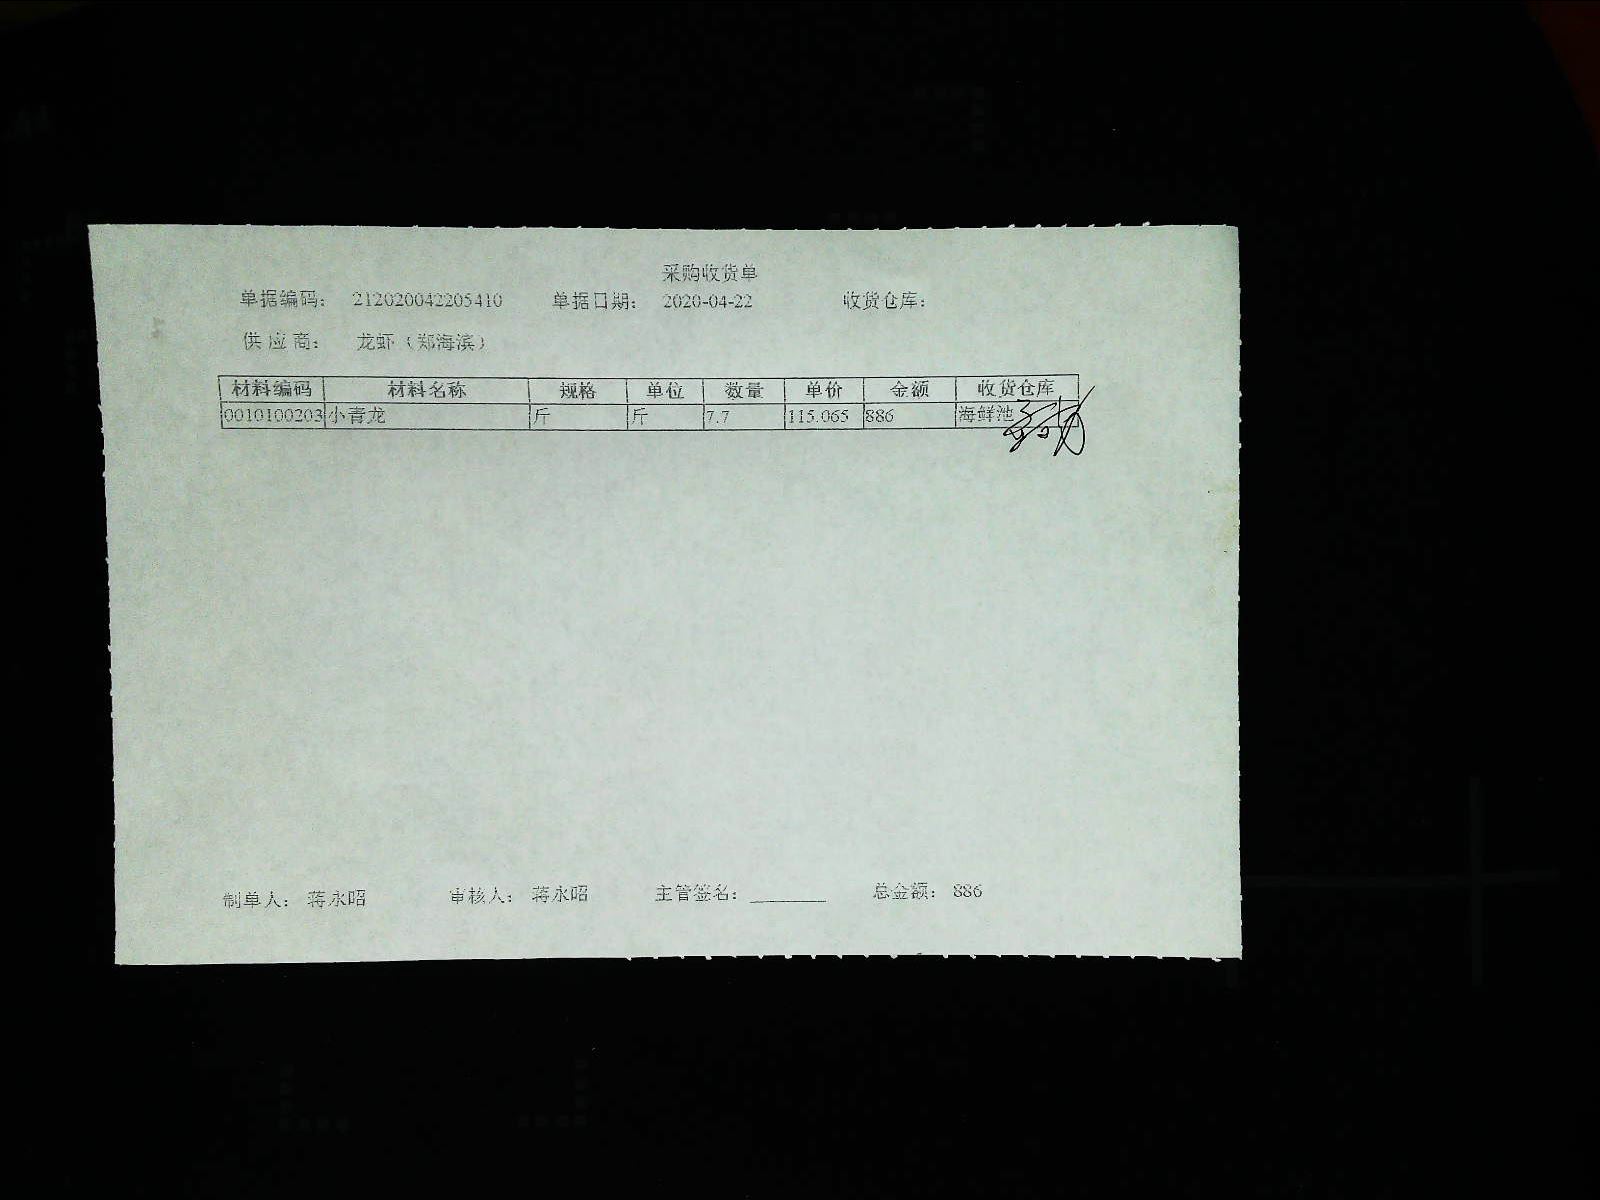 采购收货单
单据编码： 212020042205410 单据日期： 2020-04-22 收货仓库：
供应商： 龙虾（郑海滨）
材料编码 材料名称 规格 单位 数量 单价 金额 收货仓库
0010100203 小青龙 斤 斤 7.7 115.065 886 海鲜池
制单人： 蒋永昭 审核人： 蒋永昭 主管签名：________ 总金额： 886